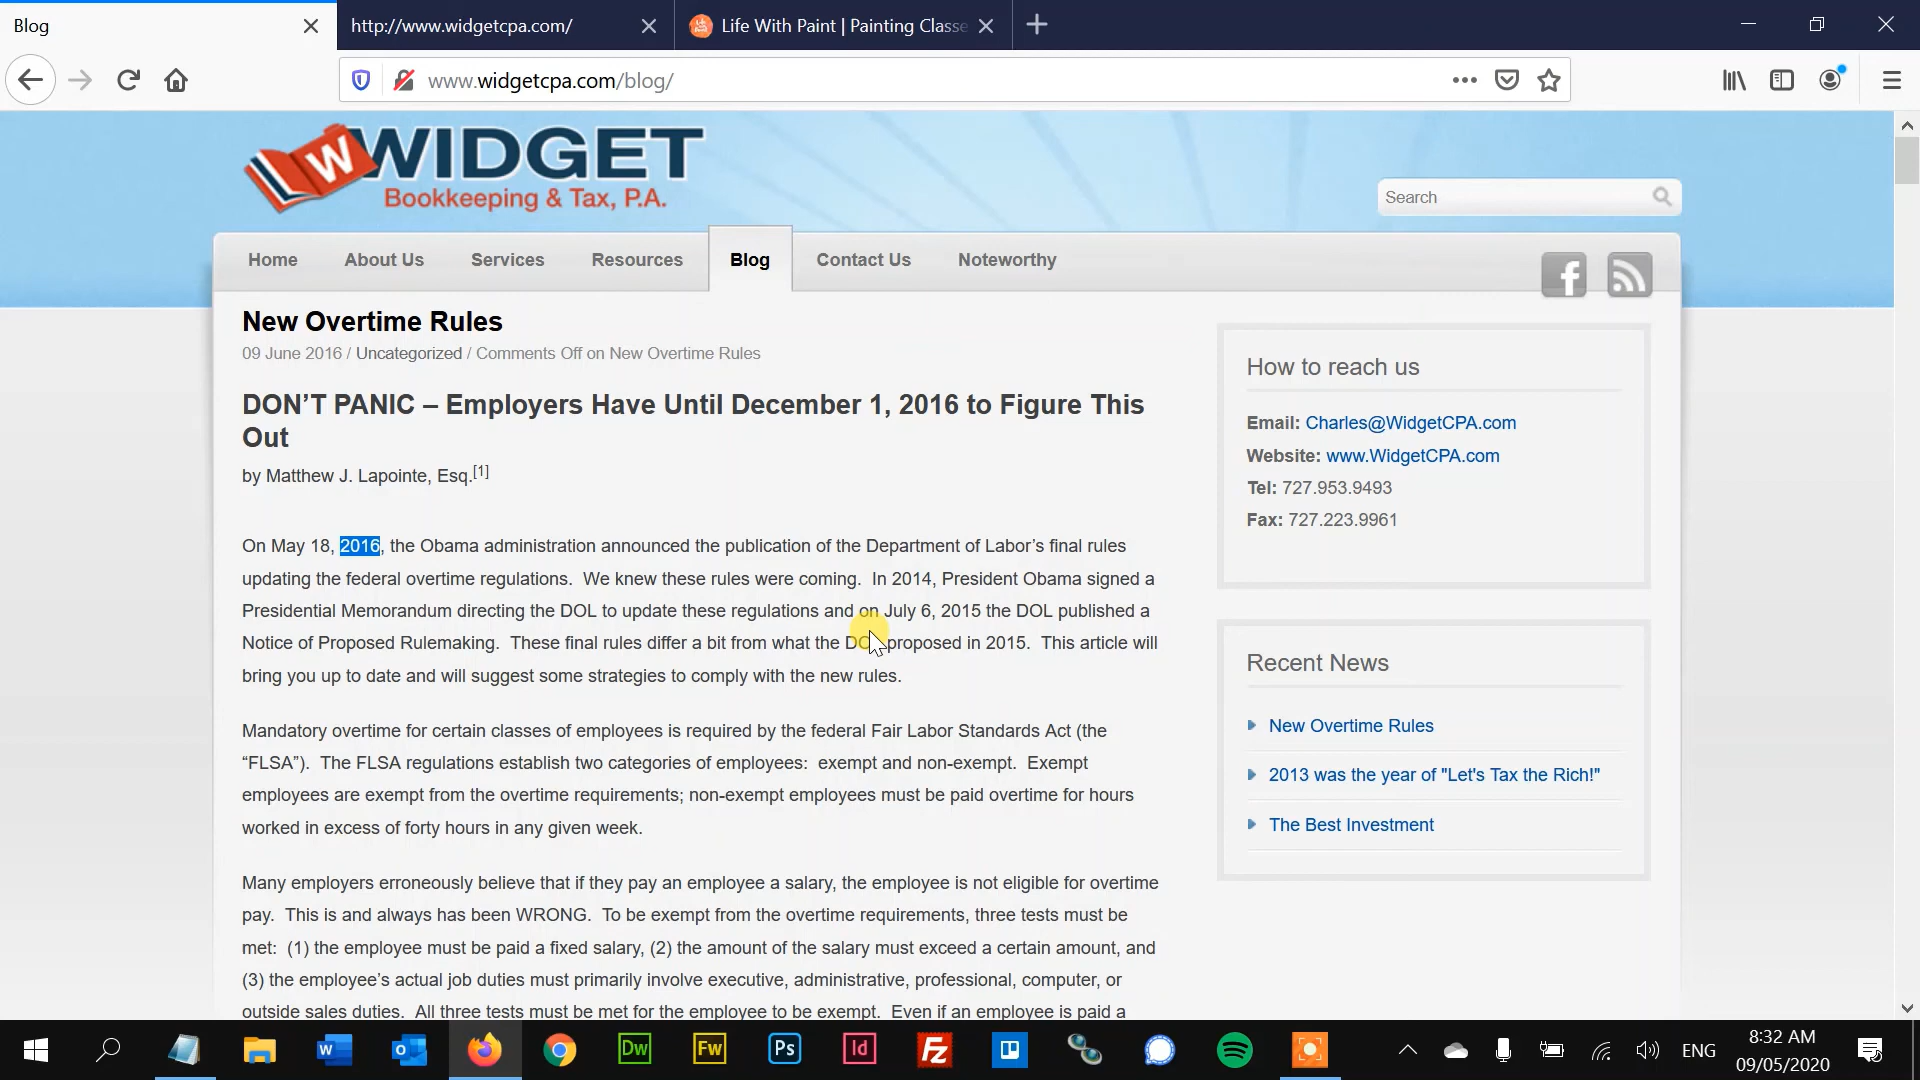 Blog
http://www.widgetcpa.com/
Life With Paint | Painting Classe
www.widgetcpa.com/blog/
W WIDGET
Bookkeeping & Tax, P.A.
Search
Home About Us Services Resources Blog Contact Us Noteworthy
f
New Overtime Rules
09 June 2016 / Uncategorized / Comments Off on New Overtime Rules
DON’T PANIC – Employers Have Until December 1, 2016 to Figure This
Out
by Matthew J. Lapointe, Esq.[1]
On May 18, 2016, the Obama administration announced the publication of the Department of Labor’s final rules
updating the federal overtime regulations. We knew these rules were coming. In 2014, President Obama signed a
Presidential Memorandum directing the DOL to update these regulations and on July 6, 2015 the DOL published a
Notice of Proposed Rulemaking. These final rules differ a bit from what the DOL proposed in 2015. This article will
bring you up to date and will suggest some strategies to comply with the new rules.
Mandatory overtime for certain classes of employees is required by the federal Fair Labor Standards Act (the
“FLSA”). The FLSA regulations establish two categories of employees: exempt and non-exempt. Exempt
employees are exempt from the overtime requirements; non-exempt employees must be paid overtime for hours
worked in excess of forty hours in any given week.
Many employers erroneously believe that if they pay an employee a salary, the employee is not eligible for overtime
pay. This is and always has been WRONG. To be exempt from the overtime requirements, three tests must be
met: (1) the employee must be paid a fixed salary, (2) the amount of the salary must exceed a certain amount, and
(3) the employee’s actual job duties must primarily involve executive, administrative, professional, computer, or
outside sales duties. All three tests must be met for the employee to be exempt. Even if an employee is paid a
How to reach us
Email: Charles@WidgetCPA.com
Website: www.WidgetCPA.com
Tel: 727.953.9493
Fax: 727.223.9961
Recent News
New Overtime Rules
2013 was the year of "Let's Tax the Rich!"
The Best Investment
W
O
Dw
Fw
Ps
Id
FZ
ENG
8:32 AM
09/05/2020